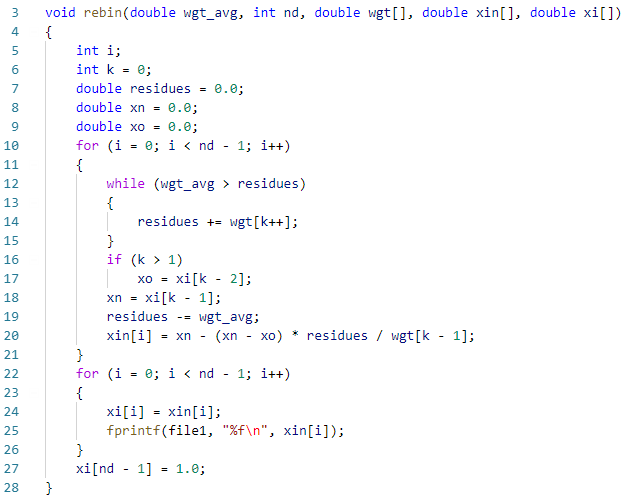 3 void rebin(double wgt_avg, int nd, double wgt[], double xin[], double xi[])
4 {
5     int i;
6     int k = 0;
7     double residues = 0.0;
8     double xn = 0.0;
9     double xo = 0.0;
10     for (i = 0; i < nd - 1; i++)
11     {
12         while (wgt_avg > residues)
13         {
14             residues += wgt[k++];
15         }
16         if (k > 1)
17             xo = xi[k - 2];
18         xn = xi[k - 1];
19         residues -= wgt_avg;
20         xin[i] = xn - (xn - xo) * residues / wgt[k - 1];
21     }
22     for (i = 0; i < nd - 1; i++)
23     {
24         xi[i] = xin[i];
25         fprintf(file1, "%f\n", xin[i]);
26     }
27     xi[nd - 1] = 1.0;
28 }